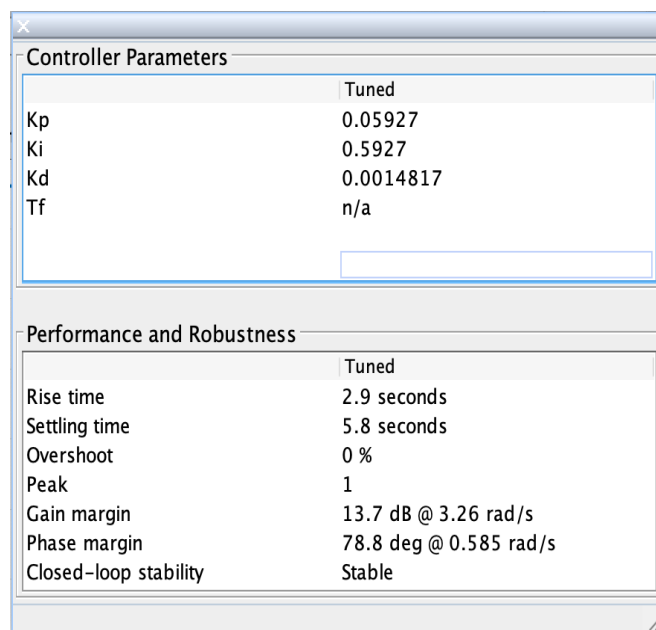 Controller Parameters
Tuned
Kp 0.05927
Ki 0.5927
Kd 0.0014817
Tf n/a
Performance and Robustness
Tuned
Rise time 2.9 seconds
Settling time 5.8 seconds
Overshoot 0 %
Peak 1
Gain margin 13.7 dB @ 3.26 rad/s
Phase margin 78.8 deg @ 0.585 rad/s
Closed-loop stability Stable